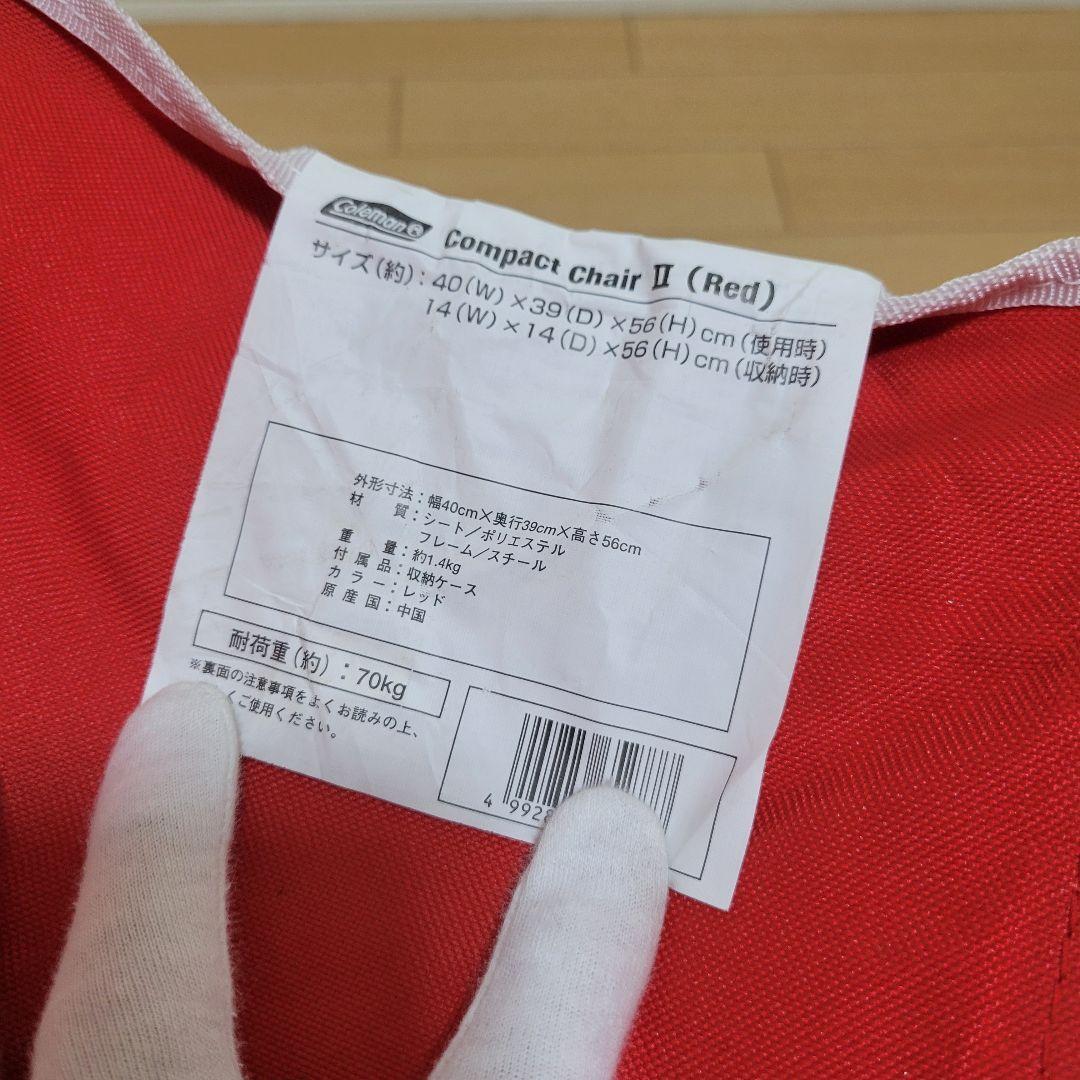 Coleman®
Compact Chair Ⅱ (Red)
サイズ(約)：40(W)×39(D)×56(H)cm(使用時)
14(W)×14(D)×56(H)cm(収納時)
外形寸法：幅40cm×奥行39cm×高さ56cm
材　質：シート／ポリエステル
フレーム／スチール
重　量：約1.4kg
付属品：収納ケース
カラー：レッド
原産国：中国
耐荷重(約)：70kg
※裏面の注意事項をよくお読みの上、
くご使用ください。
4 9928